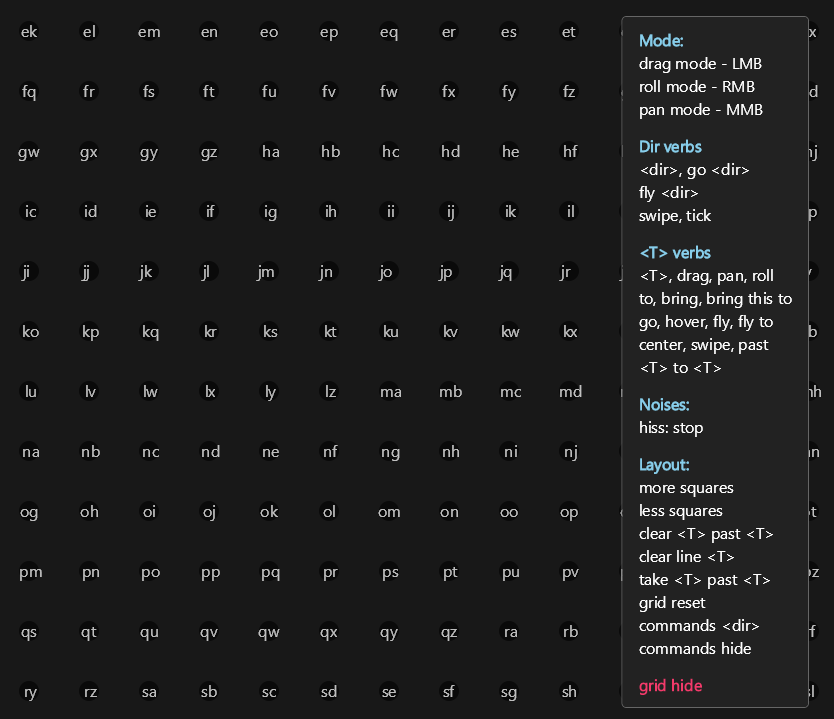 ek el em en eo ep eq er es et
fq fr fs ft fu fv fw fx fy fz
gw gx gy gz ha hb hc hd he hf
ic id ie if ig ih ii ij ik il
ji jj jk jl jm jn jo jp jq jr
ko kp kq kr ks kt ku kv kw kx
lu lv lw lx ly lz ma mb mc md
na nb nc nd ne nf ng nh ni nj
og oh oi oj ok ol om on oo op
pm pn po pp pq pr ps pt pu pv
qs qt qu qv qw qx qy qz ra rb
ry rz sa sb sc sd se sf sg sh
Mode:
drag mode - LMB
roll mode - RMB
pan mode - MMB
Dir verbs
<dir>, go <dir>
fly <dir>
swipe, tick
<T> verbs
<T>, drag, pan, roll
to, bring, bring this to
go, hover, fly, fly to
center, swipe, past
<T> to <T>
Noises:
hiss: stop
Layout:
more squares
less squares
clear <T> past <T>
clear line <T>
take <T> past <T>
grid reset
commands <dir>
commands hide
grid hide